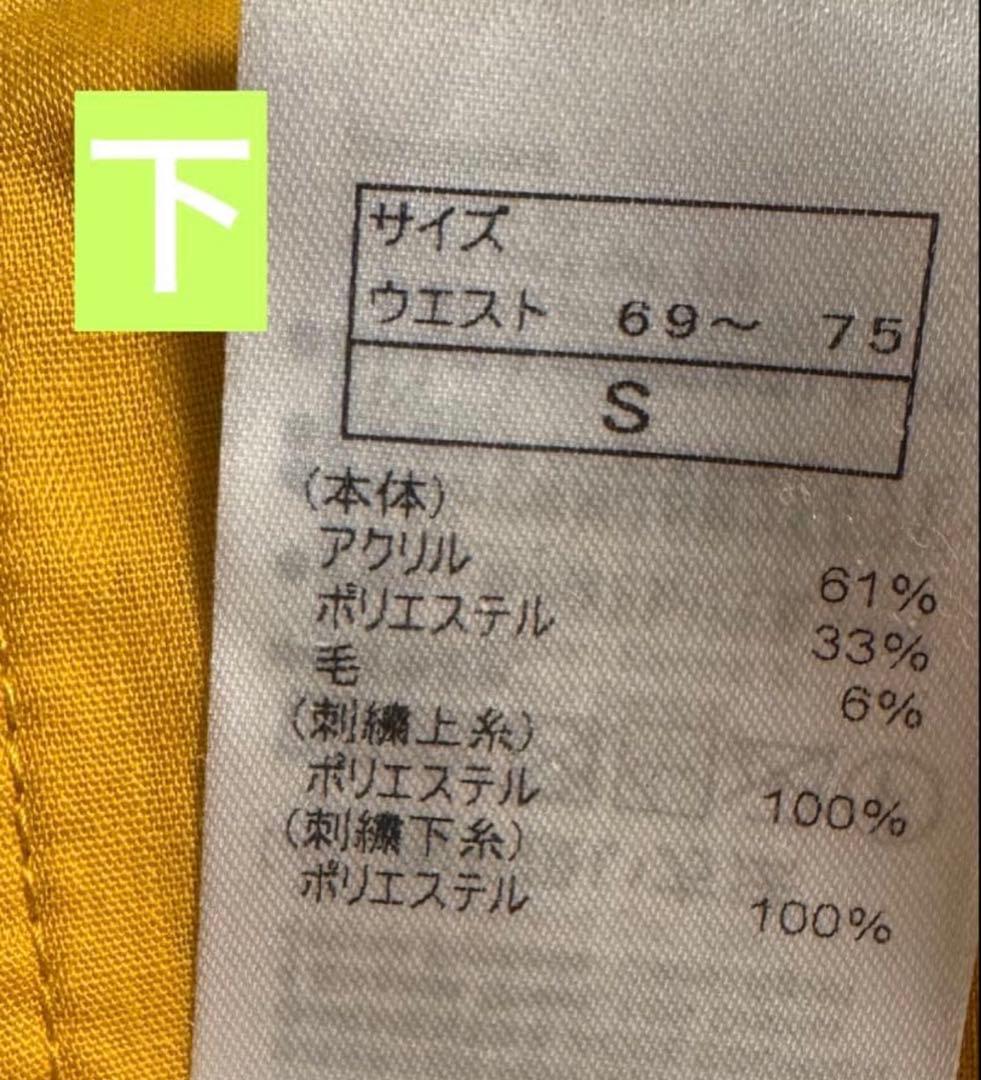 下
サイズ
ウエスト 69～ 75
S
(本体)
アクリル 61%
ポリエステル 33%
毛 6%
(刺繍上糸)
ポリエステル 100%
(刺繍下糸)
ポリエステル 100%